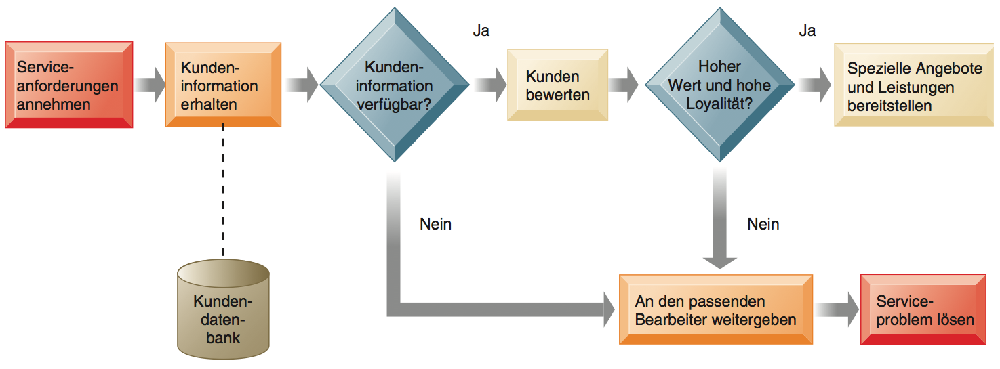 Service-
anforderungen
annehmen
Kunden-
information
erhalten
Kunden-
information
verfügbar?
Ja
Kunden
bewerten
Hoher
Wert und hohe
Loyalität?
Ja
Spezielle Angebote
und Leistungen
bereitstellen
Nein
Nein
Kunden-
daten-
bank
An den passenden
Bearbeiter weitergeben
Service-
problem lösen